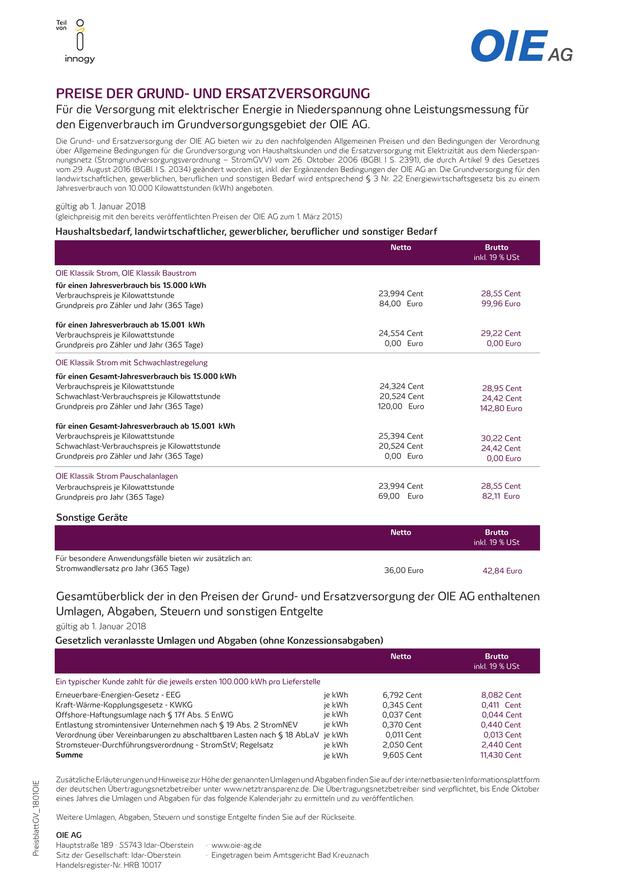 Teil
von
innogy
OIE AG
PREISE DER GRUND- UND ERSATZVERSORGUNG
Für die Versorgung mit elektrischer Energie in Niederspannung ohne Leistungsmessung für
den Eigenverbrauch im Grundversorgungsgebiet der OIE AG.
Die Grund- und Ersatzversorgung der OIE AG bieten wir zu den nachfolgenden Allgemeinen Preisen und den Bedingungen der Verordnung
über Allgemeine Bedingungen für die Grundversorgung von Haushaltskunden und die Ersatzversorgung mit Elektrizität aus dem Niederspan-
nungsnetz (Stromgrundversorgungsverordnung – StromGVV) vom 26. Oktober 2006 (BGBl. I S. 2391), die durch Artikel 9 des Gesetzes
vom 29. August 2016 (BGBl. I S. 2034) geändert worden ist, inkl. der Ergänzenden Bedingungen der OIE AG. Die Grundversorgung für den
landwirtschaftlichen, gewerblichen, beruflichen und sonstigen Bedarf wird entsprechend § 3 Nr. 22 Energiewirtschaftsgesetz bis zu einem
Jahresverbrauch von 10.000 Kilowattstunden (kWh) angeboten.
gültig ab 1. Januar 2018
(gleichpreisig mit den bereits veröffentlichten Preisen der OIE AG zum 1. März 2015)
Haushaltsbedarf, landwirtschaftlicher, gewerblicher, beruflicher und sonstiger Bedarf
Netto Brutto
inkl. 19 % USt
OIE Klassik Strom, OIE Klassik Baustrom
für einen Jahresverbrauch bis 15.000 kWh
Verbrauchspreis je Kilowattstunde 23,994 Cent 28,55 Cent
Grundpreis pro Zähler und Jahr (365 Tage) 84,00 Euro 99,96 Euro
für einen Jahresverbrauch ab 15.001 kWh
Verbrauchspreis je Kilowattstunde 24,554 Cent 29,22 Cent
Grundpreis pro Zähler und Jahr (365 Tage) 0,00 Euro 0,00 Euro
OIE Klassik Strom mit Schwachlastregelung
für einen Gesamt-Jahresverbrauch bis 15.000 kWh
Verbrauchspreis je Kilowattstunde 24,324 Cent 28,95 Cent
Schwachlast-Verbrauchspreis je Kilowattstunde 20,524 Cent 24,42 Cent
Grundpreis pro Zähler und Jahr (365 Tage) 120,00 Euro 142,80 Euro
für einen Gesamt-Jahresverbrauch ab 15.001 kWh
Verbrauchspreis je Kilowattstunde 25,394 Cent 30,22 Cent
Schwachlast-Verbrauchspreis je Kilowattstunde 20,524 Cent 24,42 Cent
Grundpreis pro Zähler und Jahr (365 Tage) 0,00 Euro 0,00 Euro
OIE Klassik Strom Pauschalanlagen
Verbrauchspreis je Kilowattstunde 23,994 Cent 28,55 Cent
Grundpreis pro Jahr (365 Tage) 69,00 Euro 82,11 Euro
Sonstige Geräte
Netto Brutto
inkl. 19 % USt
Für besondere Anwendungsfälle bieten wir zusätzlich an:
Stromwandlersatz pro Jahr (365 Tage) 36,00 Euro 42,84 Euro
Gesamtüberblick der in den Preisen der Grund- und Ersatzversorgung der OIE AG enthaltenen
Umlagen, Abgaben, Steuern und sonstigen Entgelte
gültig ab 1. Januar 2018
Gesetzlich veranlasste Umlagen und Abgaben (ohne Konzessionsabgaben)
Netto Brutto
inkl. 19 % USt
Ein typischer Kunde zahlt für die jeweils ersten 100.000 kWh pro Lieferstelle
Erneuerbare-Energien-Gesetz - EEG je kWh 6,792 Cent 8,082 Cent
Kraft-Wärme-Kopplungsgesetz - KWKG je kWh 0,345 Cent 0,411 Cent
Offshore-Haftungsumlage nach § 17f Abs. 5 EnWG je kWh 0,037 Cent 0,044 Cent
Entlastung stromintensiver Unternehmen nach § 19 Abs. 2 StromNEV je kWh 0,370 Cent 0,440 Cent
Verordnung über Vereinbarungen zu abschaltbaren Lasten nach § 18 AbLaV je kWh 0,011 Cent 0,013 Cent
Stromsteuer-Durchführungsverordnung - StromStV; Regelsatz je kWh 2,050 Cent 2,440 Cent
Summe je kWh 9,605 Cent 11,430 Cent
Zusätzliche Erläuterungen und Hinweise zur Höhe der genannten Umlagen und Abgaben finden Sie auf der internetbasierten Informationsplattform
der deutschen Übertragungsnetzbetreiber unter www.netztransparenz.de. Die Übertragungsnetzbetreiber sind verpflichtet, bis Ende Oktober
eines Jahres die Umlagen und Abgaben für das folgende Kalenderjahr zu ermitteln und zu veröffentlichen.
Weitere Umlagen, Abgaben, Steuern und sonstige Entgelte finden Sie auf der Rückseite.
OIE AG
Hauptstraße 189 · 55743 Idar-Oberstein · www.oie-ag.de
Sitz der Gesellschaft: Idar-Oberstein · Eingetragen beim Amtsgericht Bad Kreuznach
Handelsregister-Nr. HRB 10017
PreisblattGV_1801OIE